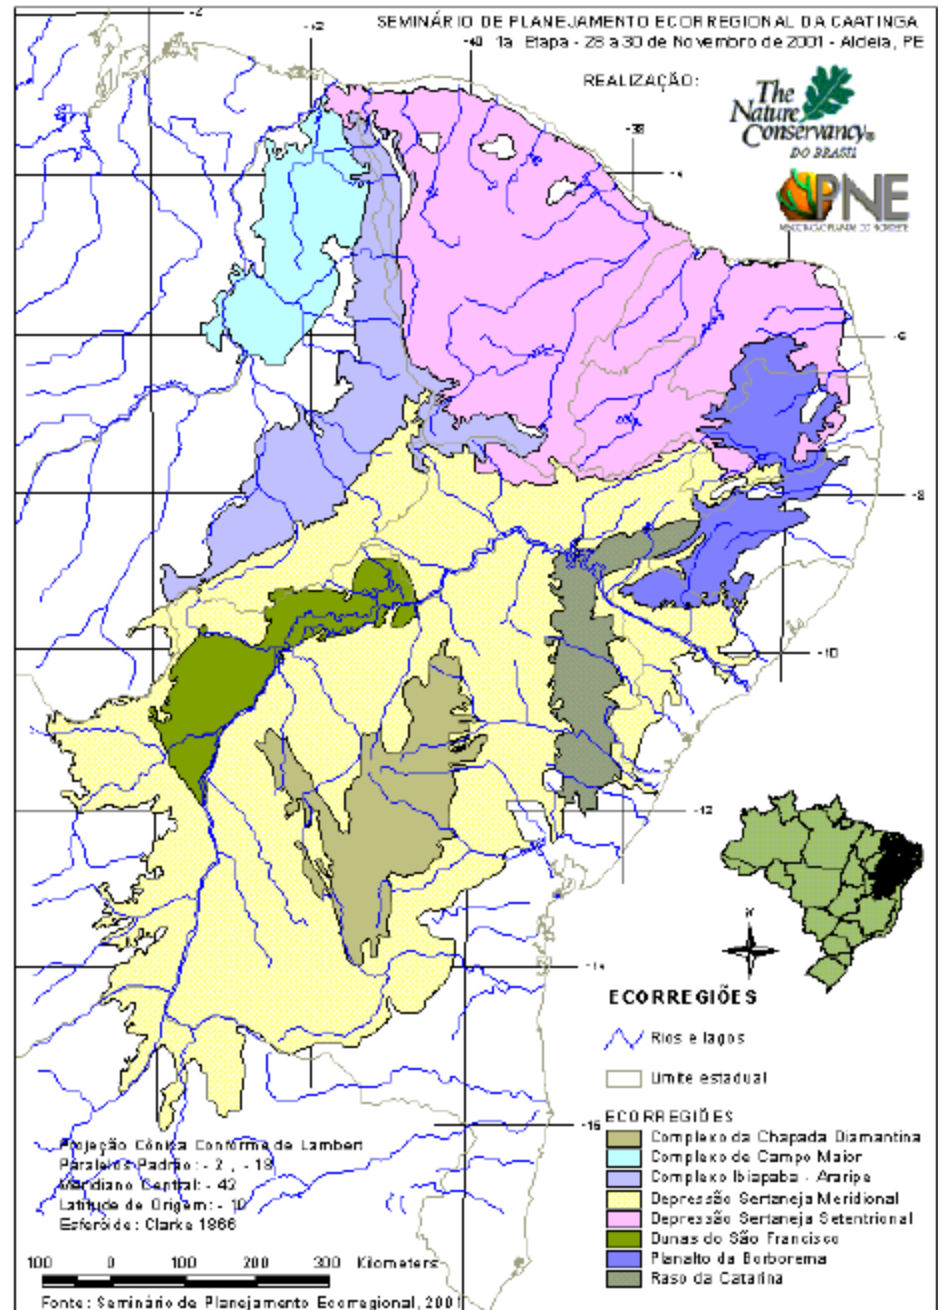 SEMINÁRIO DE PLANEJAMENTO ECORREGIONAL DA CAATINGA
1a Etapa - 28 a 30 de Novembro de 2001 - Aldeia, PE
REALIZAÇÃO:
The Nature Conservancy®
DO BRASIL
PNE
-2
-42
-40
-38
-4
-6
-8
-10
-12
-14
-16
N
ECORREGIÕES
Rios e lagos
Limite estadual
ECORREGIÕES
Complexo da Chapada Diamantina
Complexo de Campo Maior
Complexo Ibiapaba - Araripe
Depressão Sertaneja Meridional
Depressão Sertaneja Setentrional
Dunas do São Francisco
Planalto da Borborema
Raso da Catarina
Projeção Cônica Conforme de Lambert
Paralelos Padrão: - 2 , - 18
Meridiano Central: - 42
Latitude de Origem: - 10
Esferóide: Clarke 1866
100 0 100 200 300 Kilometers
Fonte: Seminário de Planejamento Ecorregional, 2001